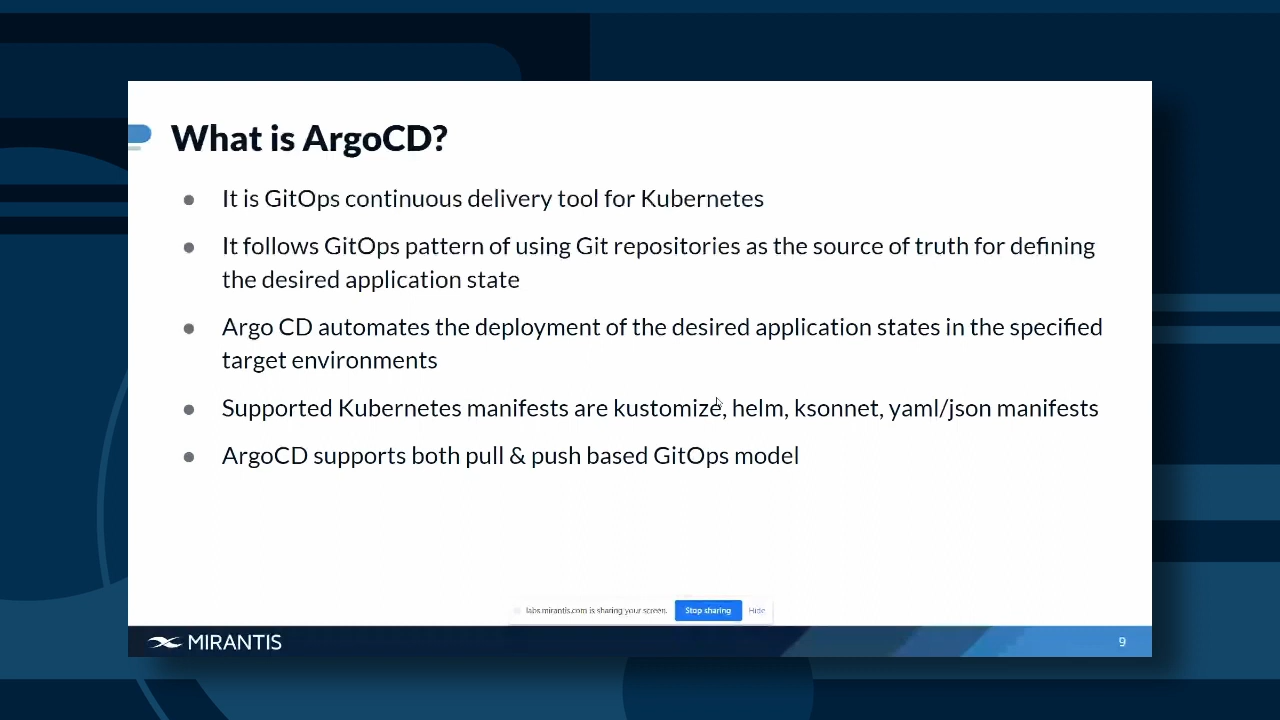 What is ArgoCD?
● It is GitOps continuous delivery tool for Kubernetes
● It follows GitOps pattern of using Git repositories as the source of truth for defining
the desired application state
● Argo CD automates the deployment of the desired application states in the specified
target environments
● Supported Kubernetes manifests are kustomize, helm, ksonnet, yaml/json manifests
● ArgoCD supports both pull & push based GitOps model
labs.mirantis.com is sharing your screen. Stop sharing Hide
MIRANTIS 9